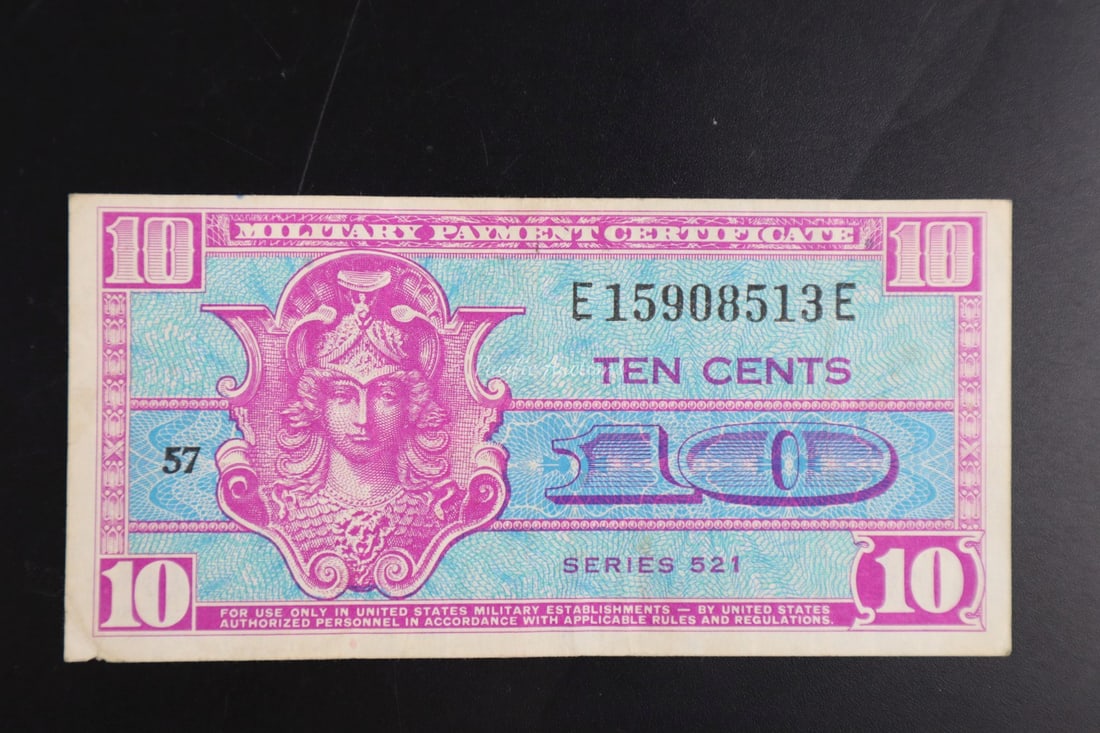 10 MILITARY PAYMENT CERTIFICATE 10
E15908513E
TEN CENTS
57
10
SERIES 521
10
10
FOR USE ONLY IN UNITED STATES MILITARY ESTABLISHMENTS — BY UNITED STATES
AUTHORIZED PERSONNEL IN ACCORDANCE WITH APPLICABLE RULES AND REGULATIONS.